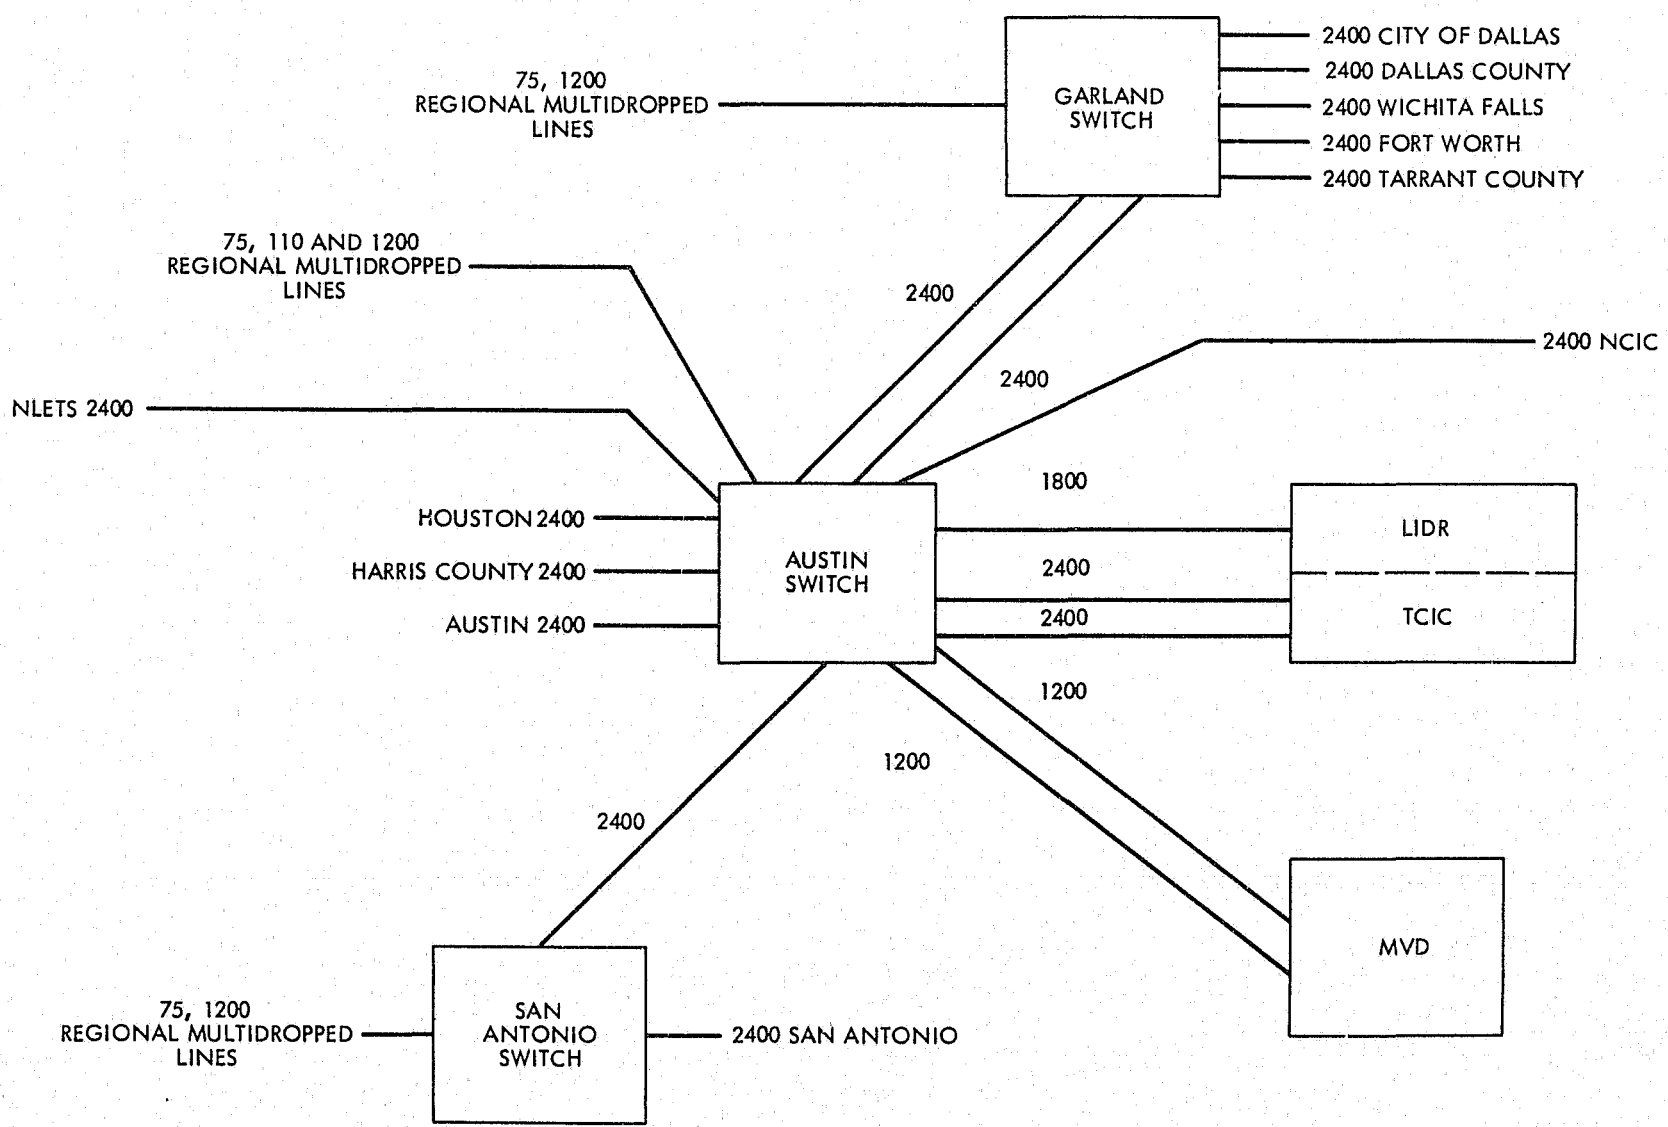 2400 CITY OF DALLAS
75, 1200
REGIONAL MULTIDROPPED
LINES
GARLAND
SWITCH
2400 DALLAS COUNTY
2400 WICHITA FALLS
2400 FORT WORTH
2400 TARRANT COUNTY
75, 110 AND 1200
REGIONAL MULTIDROPPED
LINES
2400
2400
2400 NCIC
NLETS 2400
HOUSTON 2400
HARRIS COUNTY 2400
AUSTIN 2400
AUSTIN
SWITCH
1800
2400
2400
LIDR
TCIC
1200
1200
2400
MVD
75, 1200
REGIONAL MULTIDROPPED
LINES
SAN
ANTONIO
SWITCH
2400 SAN ANTONIO